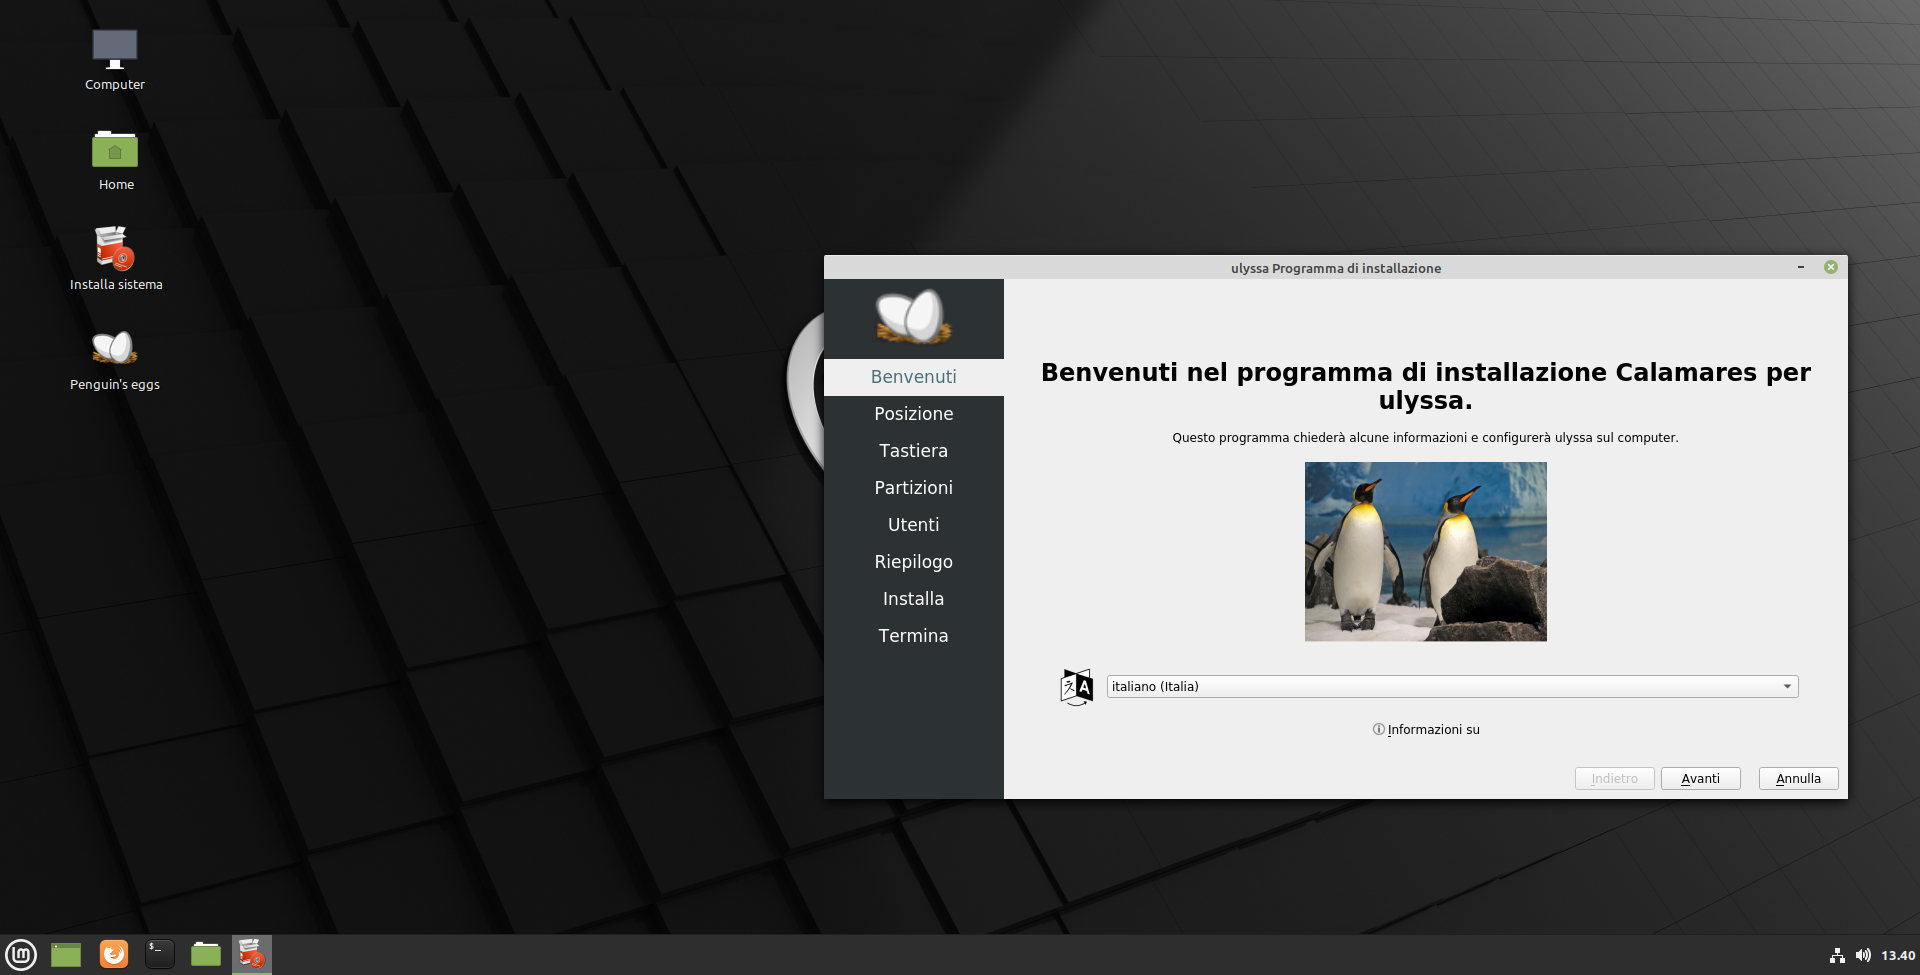 Computer
Home
Installa sistema
Penguin's eggs
ulyssa Programma di installazione
Benvenuti
Posizione
Tastiera
Partizioni
Utenti
Riepilogo
Installa
Termina
Benvenuti nel programma di installazione Calamares per
ulyssa.
Questo programma chiederà alcune informazioni e configurerà ulyssa sul computer.
italiano (Italia)
Informazioni su
Indietro
Avanti
Annulla
$_
13.40